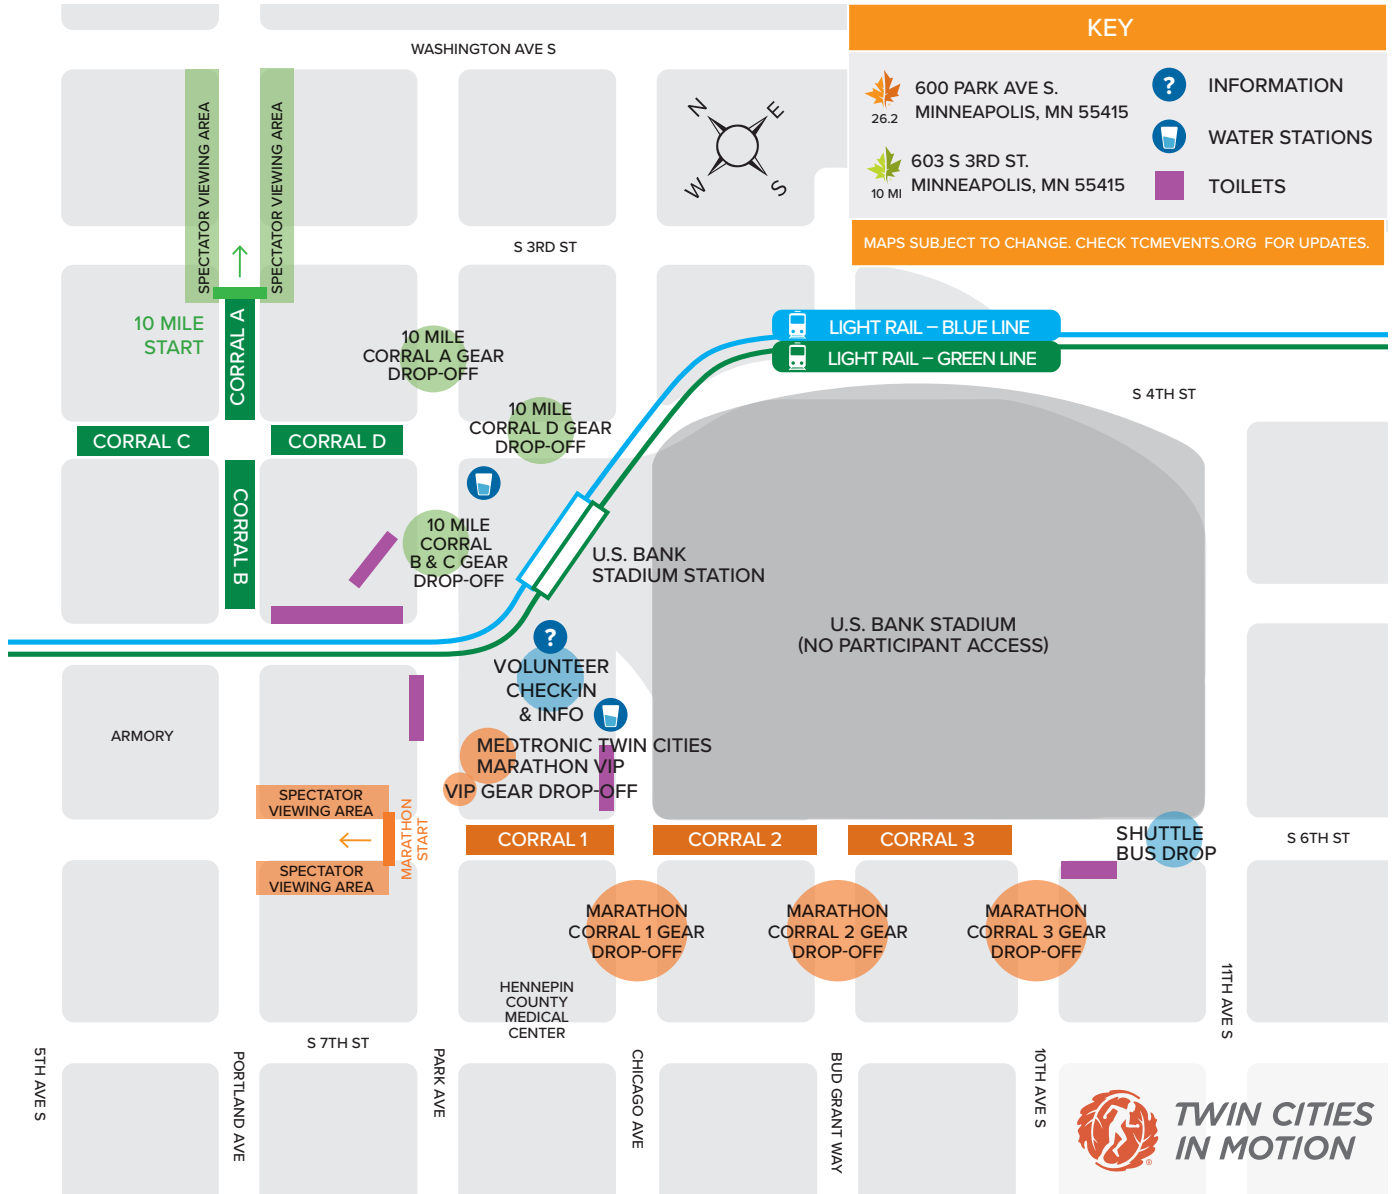 WASHINGTON AVE S
KEY
26.2
600 PARK AVE S.
MINNEAPOLIS, MN 55415
10 MI
603 S 3RD ST.
MINNEAPOLIS, MN 55415
?
INFORMATION
WATER STATIONS
TOILETS
MAPS SUBJECT TO CHANGE. CHECK TCMEVENTS.ORG FOR UPDATES.
N
E
W
S
SPECTATOR VIEWING AREA
SPECTATOR VIEWING AREA
S 3RD ST
10 MILE
START
CORRAL A
10 MILE
CORRAL A GEAR
DROP-OFF
LIGHT RAIL – BLUE LINE
LIGHT RAIL – GREEN LINE
S 4TH ST
CORRAL C
CORRAL D
10 MILE
CORRAL D GEAR
DROP-OFF
CORRAL B
10 MILE
CORRAL
B & C GEAR
DROP-OFF
U.S. BANK
STADIUM STATION
U.S. BANK STADIUM
(NO PARTICIPANT ACCESS)
?
VOLUNTEER
CHECK-IN
& INFO
ARMORY
MEDTRONIC TWIN CITIES
MARATHON VIP
VIP GEAR DROP-OFF
SPECTATOR
VIEWING AREA
MARATHON
START
SPECTATOR
VIEWING AREA
CORRAL 1
CORRAL 2
CORRAL 3
SHUTTLE
BUS DROP
S 6TH ST
MARATHON
CORRAL 1 GEAR
DROP-OFF
MARATHON
CORRAL 2 GEAR
DROP-OFF
MARATHON
CORRAL 3 GEAR
DROP-OFF
HENNEPIN
COUNTY
MEDICAL
CENTER
S 7TH ST
5TH AVE S
PORTLAND AVE
PARK AVE
CHICAGO AVE
BUD GRANT WAY
10TH AVE S
11TH AVE S
TWIN CITIES
IN MOTION
®